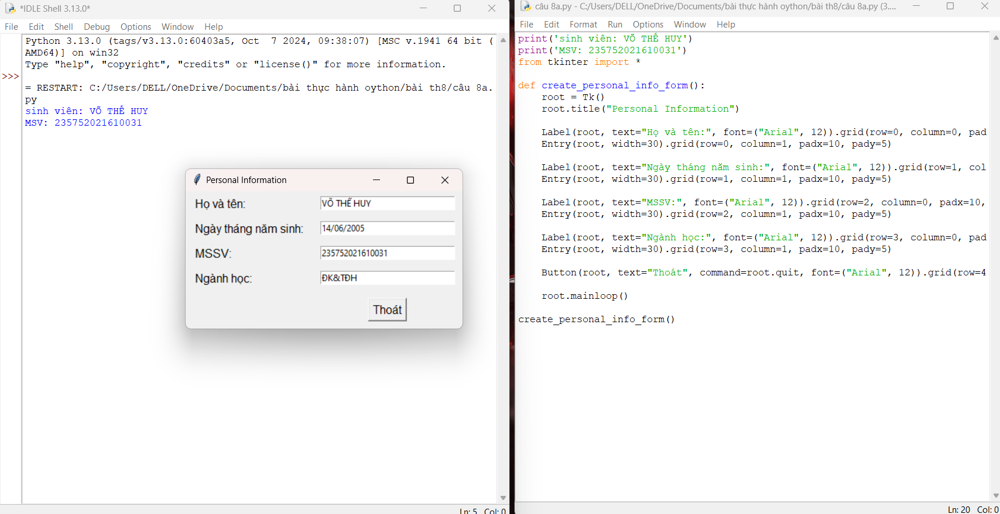 *IDLE Shell 3.13.0*
File Edit Shell Debug Options Window Help
Python 3.13.0 (tags/v3.13.0:60403a5, Oct  7 2024, 09:38:07) [MSC v.1941 64 bit (
AMD64)] on win32
Type "help", "copyright", "credits" or "license()" for more information.
>>>
= RESTART: C:/Users/DELL/OneDrive/Documents/bài thực hành oython/bài th8/câu 8a.
py
sinh viên: VÕ THẾ HUY
MSV: 235752021610031
Personal Information
Họ và tên: VÕ THẾ HUY
Ngày tháng năm sinh: 14/06/2005
MSSV: 235752021610031
Ngành học: ĐK&TĐH
Thoát
Ln: 5 Col: 0
câu 8a.py - C:/Users/DELL/OneDrive/Documents/bài thực hành oython/bài th8/câu 8a.py (3....
File Edit Format Run Options Window Help
print('sinh viên: VÕ THẾ HUY')
print('MSV: 235752021610031')
from tkinter import *
def create_personal_info_form():
    root = Tk()
    root.title("Personal Information")
    Label(root, text="Họ và tên:", font=("Arial", 12)).grid(row=0, column=0, pad
    Entry(root, width=30).grid(row=0, column=1, padx=10, pady=5)
    Label(root, text="Ngày tháng năm sinh:", font=("Arial", 12)).grid(row=1, col
    Entry(root, width=30).grid(row=1, column=1, padx=10, pady=5)
    Label(root, text="MSSV:", font=("Arial", 12)).grid(row=2, column=0, padx=10,
    Entry(root, width=30).grid(row=2, column=1, padx=10, pady=5)
    Label(root, text="Ngành học:", font=("Arial", 12)).grid(row=3, column=0, pad
    Entry(root, width=30).grid(row=3, column=1, padx=10, pady=5)
    Button(root, text="Thoát", command=root.quit, font=("Arial", 12)).grid(row=4
    root.mainloop()
create_personal_info_form()
Ln: 20 Col: 0